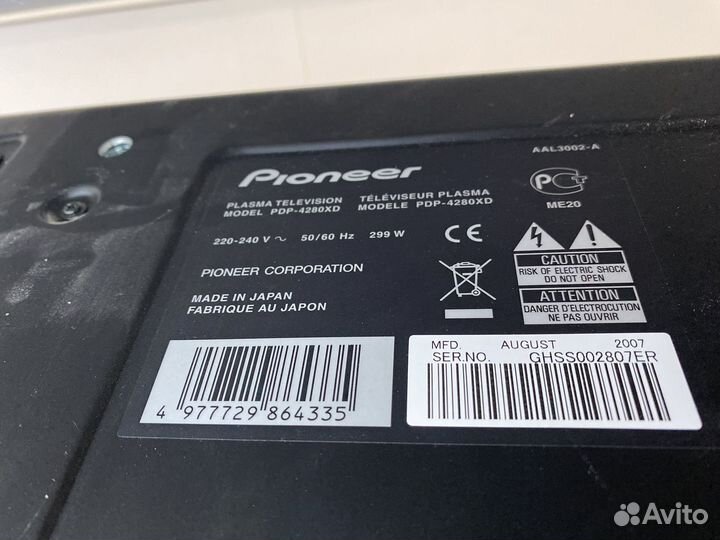 Pioneer
AAL3002-A
PLASMA TELEVISION
MODEL PDP-4280XD
TÉLÉVISEUR PLASMA
MODELE PDP-4280XD
220-240 V ~ 50/60 Hz 299 W
CE
PCT
ME20
PIONEER CORPORATION
MADE IN JAPAN
FABRIQUE AU JAPON
CAUTION
RISK OF ELECTRIC SHOCK
DO NOT OPEN
ATTENTION
DANGER D'ELECTROCUTION
NE PAS OUVRIR
MFD. AUGUST 2007
SER.NO. GHSS002807ER
4 977729 864335
Avito